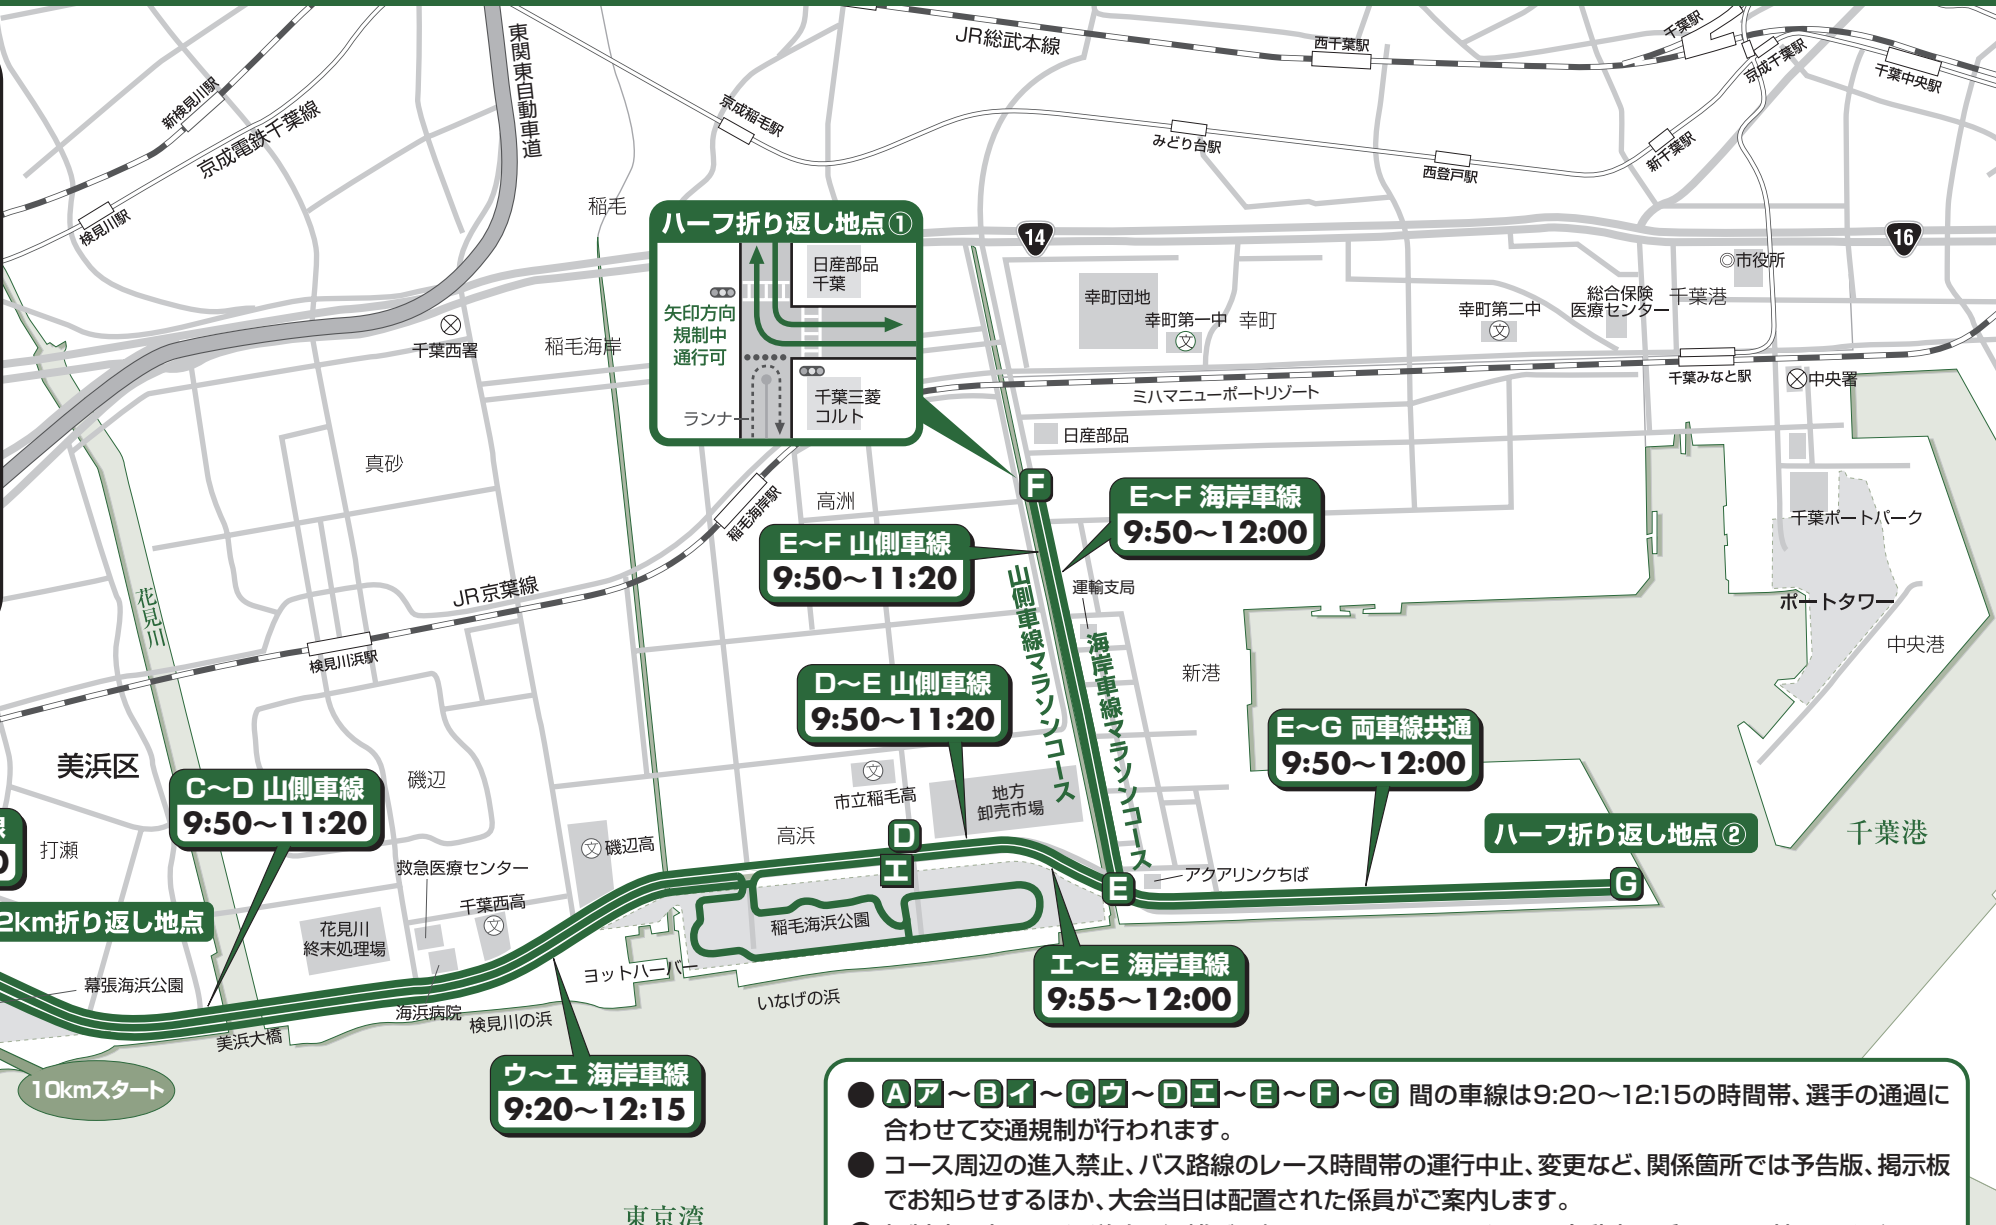 JR総武本線
西千葉駅
千葉駅
京成千葉駅
千葉中央駅
東関東自動車道
新検見川駅
京成電鉄千葉線
検見川駅
京成稲毛駅
みどり台駅
西登戸駅
新千葉駅
稲毛
ハーフ折り返し地点①
日産部品
千葉
矢印方向
規制中
通行可
千葉三菱
コルト
ランナー
14
16
◎市役所
幸町団地
幸町第一中
文
幸町
幸町第二中
文
総合保険
医療センター
千葉港
千葉西署
稲毛海岸
千葉みなと駅
中央署
ミハマニューポートリゾート
日産部品
真砂
稲毛海岸駅
高洲
F
E～F 海岸車線
9:50～12:00
E～F 山側車線
9:50～11:20
千葉ポートパーク
ポートタワー
中央港
花見川
JR京葉線
検見川浜駅
運輸支局
山側車線マラソンコース
海岸車線マラソンコース
新港
D～E 山側車線
9:50～11:20
E～G 両車線共通
9:50～12:00
美浜区
磯辺
C～D 山側車線
9:50～11:20
文
市立稲毛高
地方
卸売市場
高浜
D
エ
ハーフ折り返し地点②
千葉港
線
0
打瀬
文
磯辺高
救急医療センター
千葉西高
文
E
アクアリンクちば
G
2km折り返し地点
花見川
終末処理場
稲毛海浜公園
ヨットハーバー
いなげの浜
エ～E 海岸車線
9:55～12:00
幕張海浜公園
海浜病院
検見川の浜
美浜大橋
10kmスタート
ウ～エ 海岸車線
9:20～12:15
東京湾
● A ア ～ B イ ～ C ウ ～ D エ ～ E ～ F ～ G 間の車線は9:20～12:15の時間帯、選手の通過に
合わせて交通規制が行われます。
● コース周辺の進入禁止、バス路線のレース時間帯の運行中止、変更など、関係箇所では予告版、掲示板
でお知らせするほか、大会当日は配置された係員がご案内します。